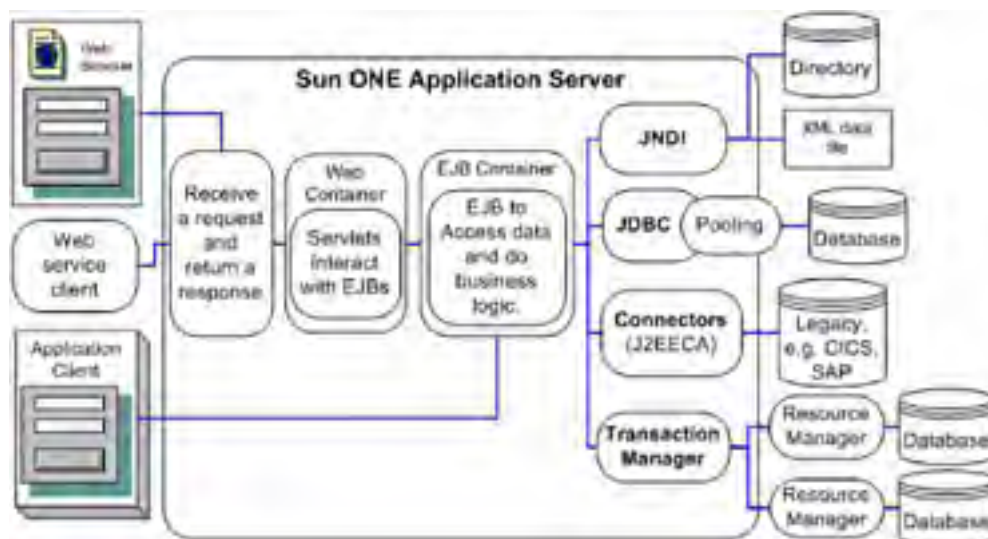 Web
Browser
Sun ONE Application Server
Directory
XML data
file
JNDI
Receive
a request
and
return a
response
Web
Container
Servlets
interact
with EJBs
EJB Container
EJB to
Access data
and do
business
logic.
JDBC
Pooling
Database
Web
service
client
Connectors
(J2EECA)
Legacy,
e.g. CICS,
SAP
Application
Client
Transaction
Manager
Resource
Manager
Database
Resource
Manager
Database